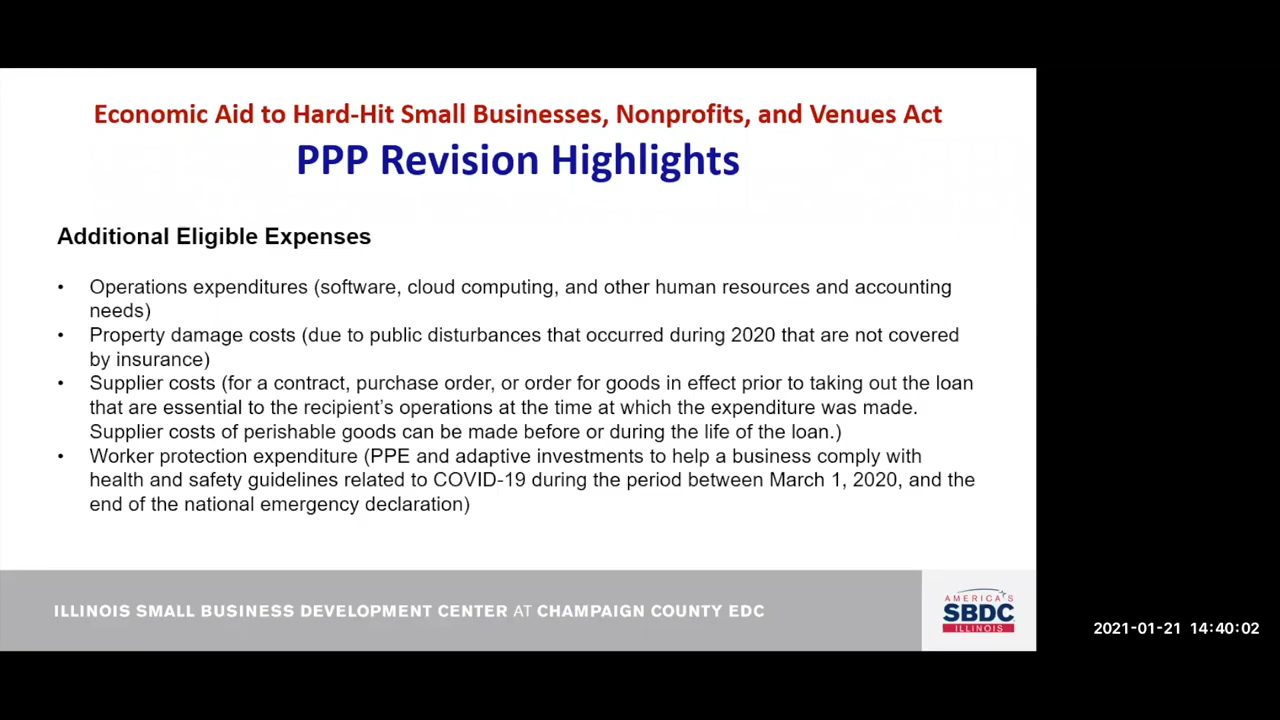 Economic Aid to Hard-Hit Small Businesses, Nonprofits, and Venues Act
PPP Revision Highlights
Additional Eligible Expenses
• Operations expenditures (software, cloud computing, and other human resources and accounting
needs)
• Property damage costs (due to public disturbances that occurred during 2020 that are not covered
by insurance)
• Supplier costs (for a contract, purchase order, or order for goods in effect prior to taking out the loan
that are essential to the recipient's operations at the time at which the expenditure was made.
Supplier costs of perishable goods can be made before or during the life of the loan.)
• Worker protection expenditure (PPE and adaptive investments to help a business comply with
health and safety guidelines related to COVID-19 during the period between March 1, 2020, and the
end of the national emergency declaration)
ILLINOIS SMALL BUSINESS DEVELOPMENT CENTER AT CHAMPAIGN COUNTY EDC
AMERICA'S
SBDC
ILLINOIS
2021-01-21 14:40:02